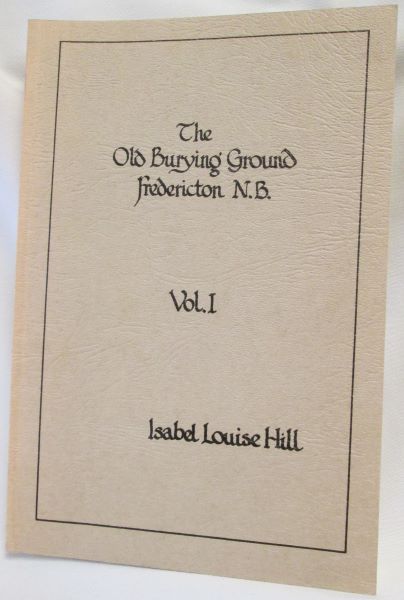 The
Old Burying Ground
Fredericton N.B.
Vol. I
Isabel Louise Hill